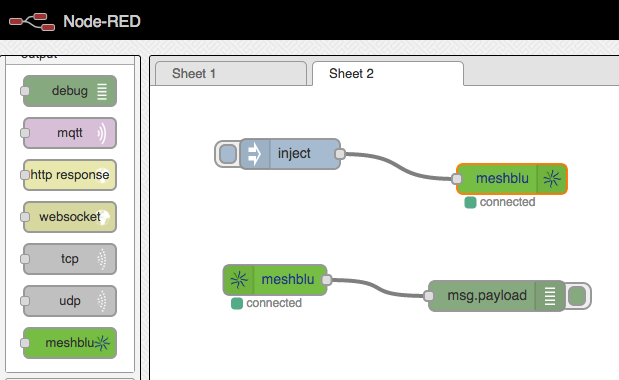 Node-RED
output
debug
mqtt
http response
websocket
tcp
udp
meshblu
Sheet 1
Sheet 2
inject
meshblu
connected
meshblu
connected
msg.payload